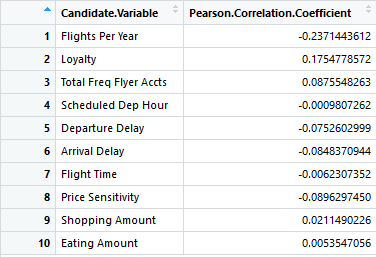 Candidate.Variable Pearson.Correlation.Coefficient
1 Flights Per Year -0.2371443612
2 Loyalty 0.1754778572
3 Total Freq Flyer Accts 0.0875548263
4 Scheduled Dep Hour -0.0009807262
5 Departure Delay -0.0752602999
6 Arrival Delay -0.0848370944
7 Flight Time -0.0062307352
8 Price Sensitivity -0.0896297450
9 Shopping Amount 0.0211490226
10 Eating Amount 0.0053547056